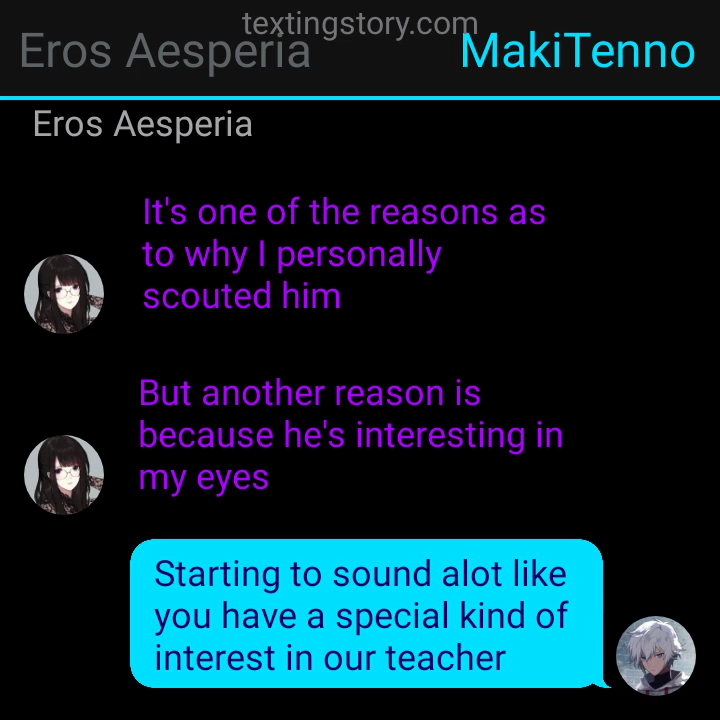 textingstory.com
Eros Aesperia
MakiTenno
Eros Aesperia
It's one of the reasons as
to why I personally
scouted him
But another reason is
because he's interesting in
my eyes
Starting to sound alot like
you have a special kind of
interest in our teacher